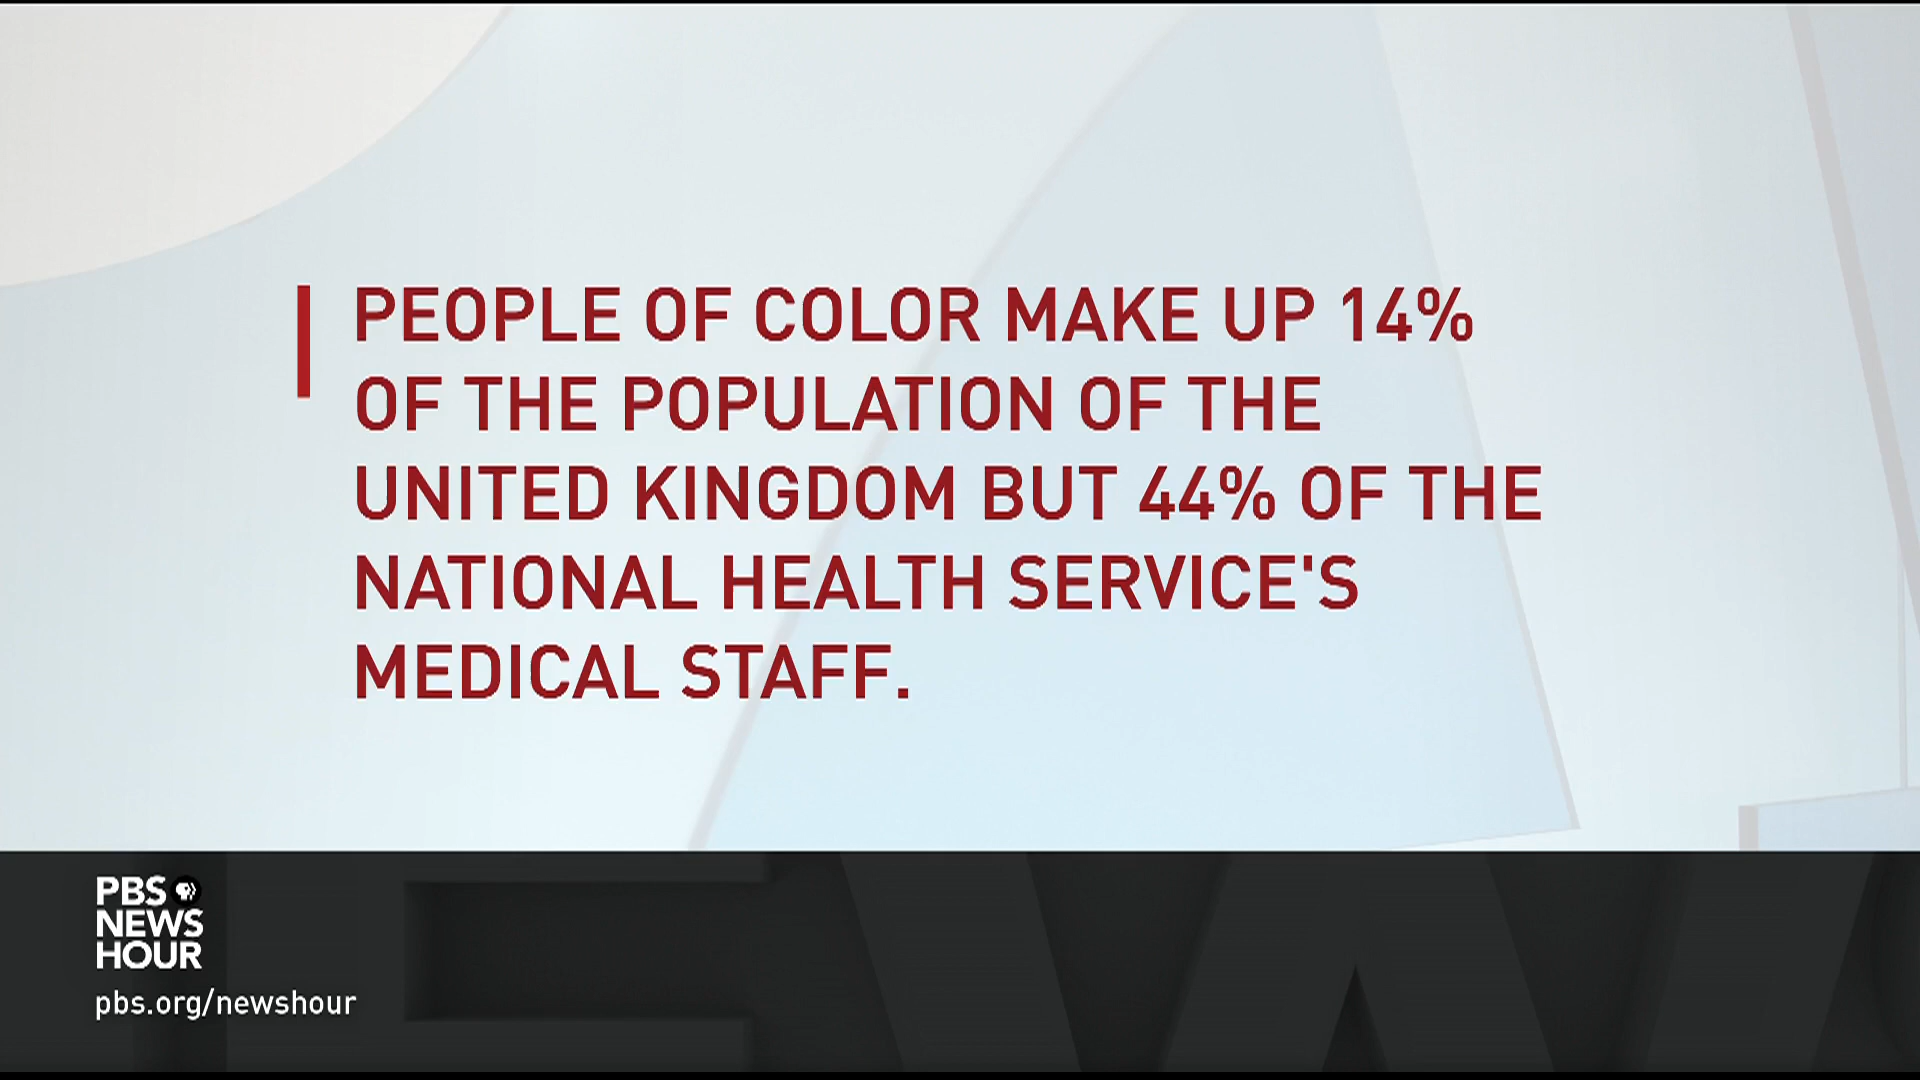 PEOPLE OF COLOR MAKE UP 14%
OF THE POPULATION OF THE
UNITED KINGDOM BUT 44% OF THE
NATIONAL HEALTH SERVICE'S
MEDICAL STAFF.
PBS
NEWS
HOUR
pbs.org/newshour